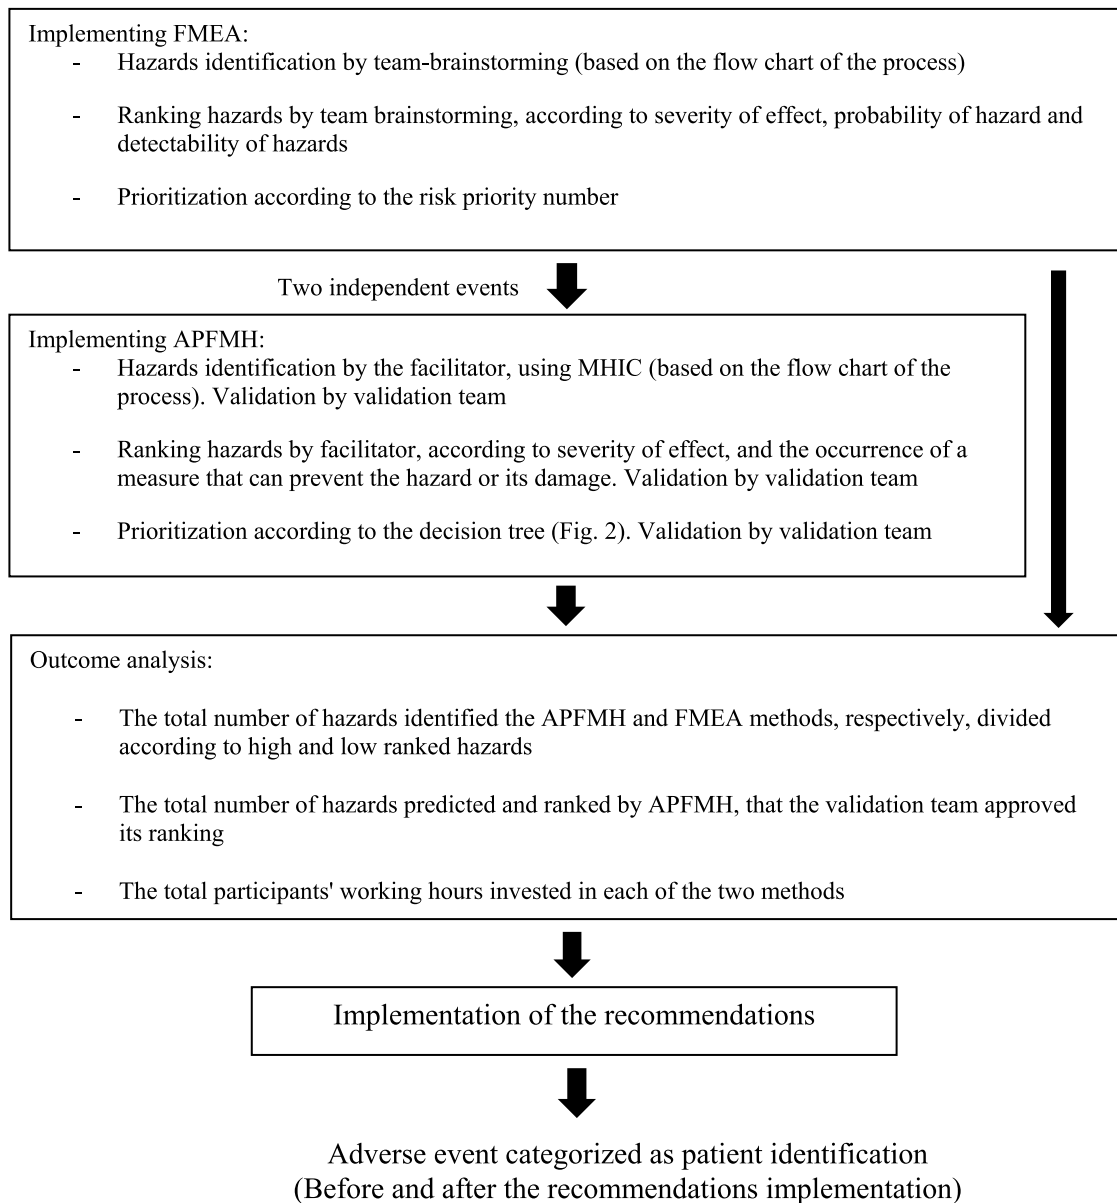 Implementing FMEA:
- Hazards identification by team-brainstorming (based on the flow chart of the process)
- Ranking hazards by team brainstorming, according to severity of effect, probability of hazard and
detectability of hazards
- Prioritization according to the risk priority number
Two independent events
Implementing APFMH:
- Hazards identification by the facilitator, using MHIC (based on the flow chart of the
process). Validation by validation team
- Ranking hazards by facilitator, according to severity of effect, and the occurrence of a
measure that can prevent the hazard or its damage. Validation by validation team
- Prioritization according to the decision tree (Fig. 2). Validation by validation team
Outcome analysis:
- The total number of hazards identified the APFMH and FMEA methods, respectively, divided
according to high and low ranked hazards
- The total number of hazards predicted and ranked by APFMH, that the validation team approved
its ranking
- The total participants' working hours invested in each of the two methods
Implementation of the recommendations
Adverse event categorized as patient identification
(Before and after the recommendations implementation)